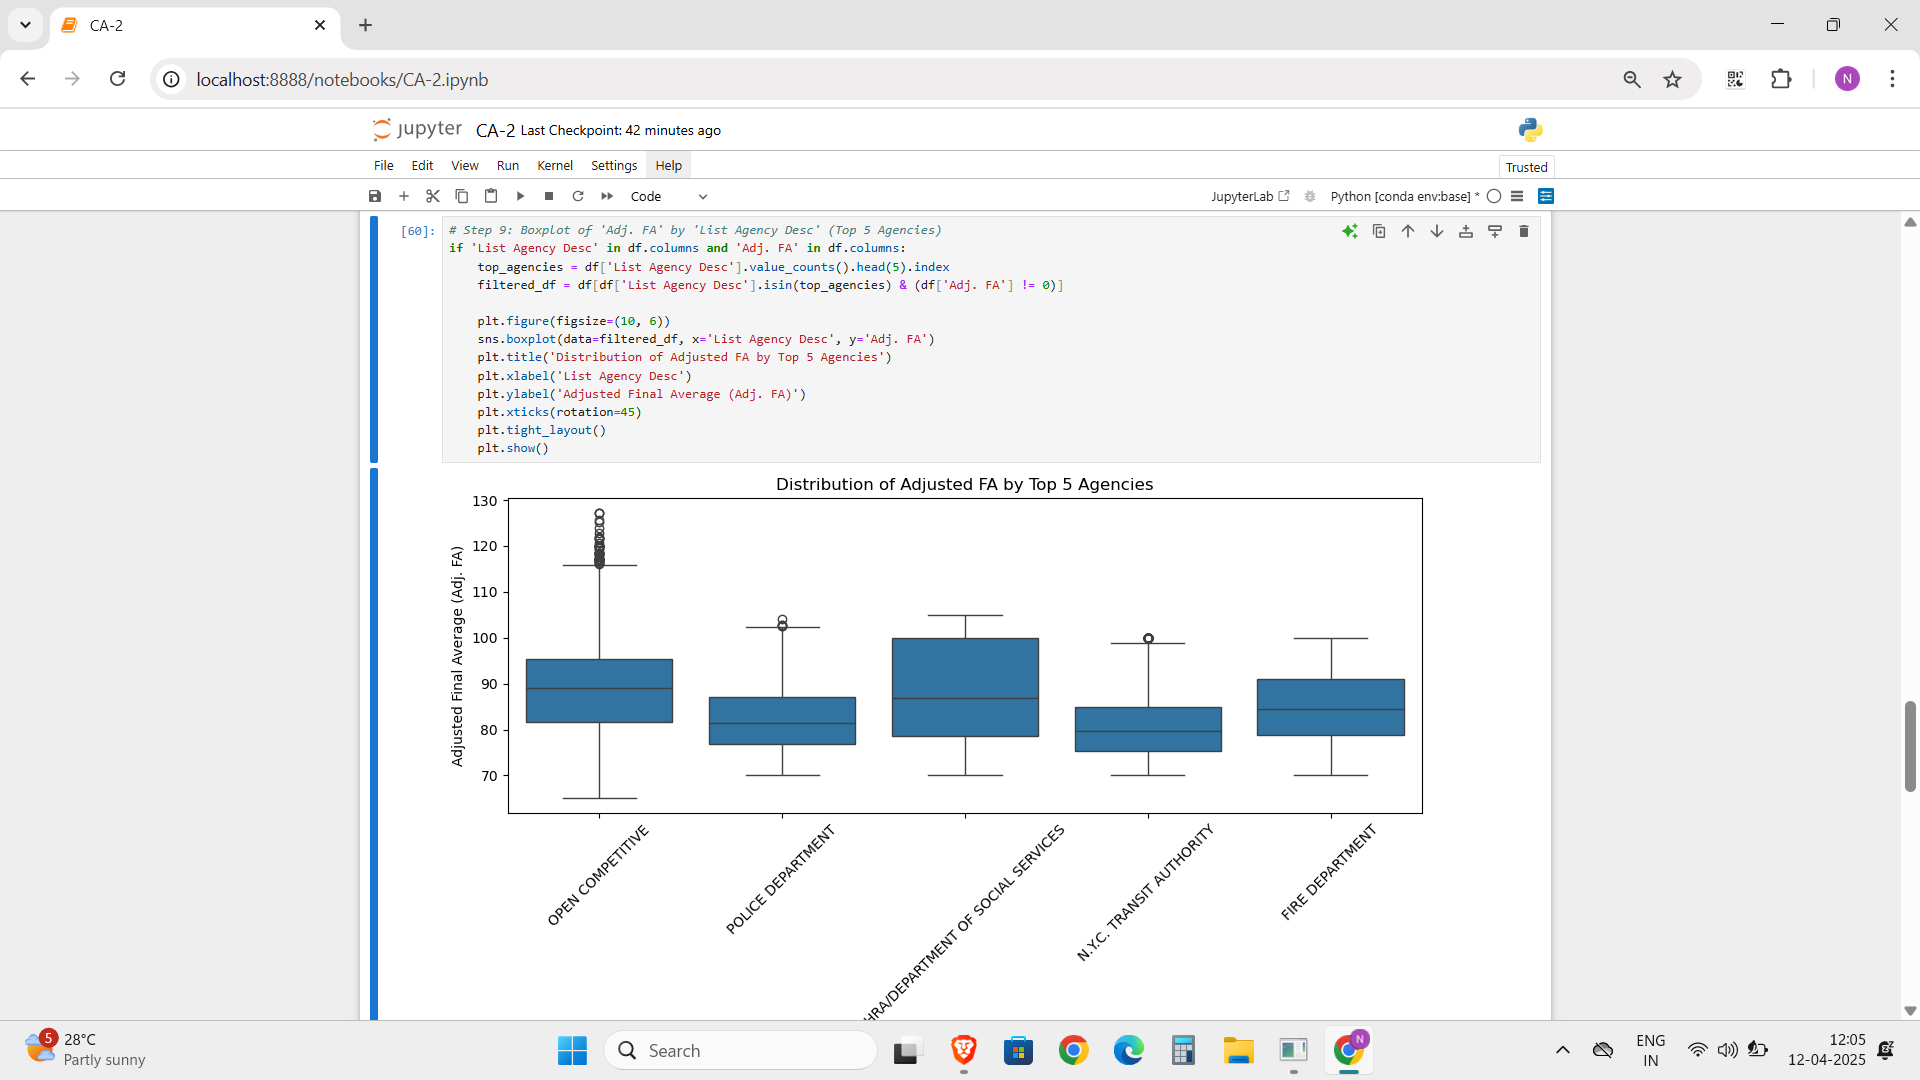 CA-2
localhost:8888/notebooks/CA-2.ipynb
N
jupyter CA-2 Last Checkpoint: 42 minutes ago
File Edit View Run Kernel Settings Help
Trusted
Code
JupyterLab
Python [conda env:base] *
[60]:
# Step 9: Boxplot of 'Adj. FA' by 'List Agency Desc' (Top 5 Agencies)
if 'List Agency Desc' in df.columns and 'Adj. FA' in df.columns:
    top_agencies = df['List Agency Desc'].value_counts().head(5).index
    filtered_df = df[df['List Agency Desc'].isin(top_agencies) & (df['Adj. FA'] != 0)]
    plt.figure(figsize=(10, 6))
    sns.boxplot(data=filtered_df, x='List Agency Desc', y='Adj. FA')
    plt.title('Distribution of Adjusted FA by Top 5 Agencies')
    plt.xlabel('List Agency Desc')
    plt.ylabel('Adjusted Final Average (Adj. FA)')
    plt.xticks(rotation=45)
    plt.tight_layout()
    plt.show()
Distribution of Adjusted FA by Top 5 Agencies
Adjusted Final Average (Adj. FA)
130
120
110
100
90
80
70
OPEN COMPETITIVE
POLICE DEPARTMENT
HRA/DEPARTMENT OF SOCIAL SERVICES
N.Y.C. TRANSIT AUTHORITY
FIRE DEPARTMENT
5
28°C
Partly sunny
Search
N
ENG
IN
12:05
12-04-2025